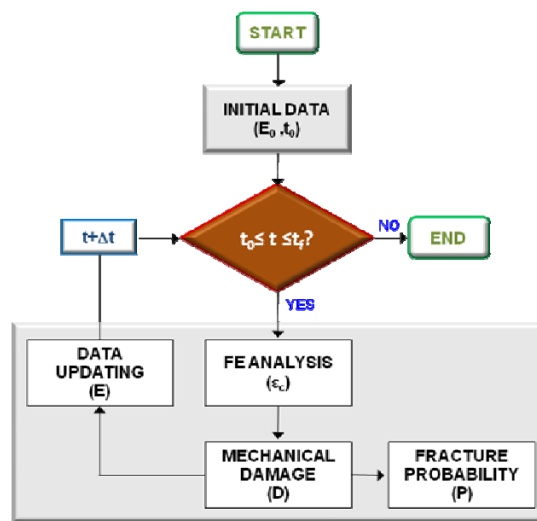 START
INITIAL DATA
(E₀ ,t₀)
t+Δt
t₀≤ t ≤t_f?
NO
END
YES
DATA
UPDATING
(E)
FE ANALYSIS
(ε_c)
MECHANICAL
DAMAGE
(D)
FRACTURE
PROBABILITY
(P)